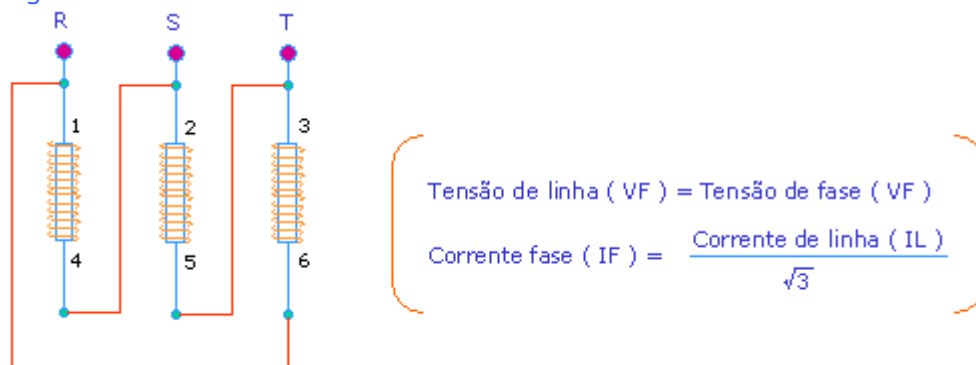 R S T
1 2 3
4 5 6
Tensão de linha ( VF ) = Tensão de fase ( VF )
Corrente fase ( IF ) = Corrente de linha ( IL )
√3